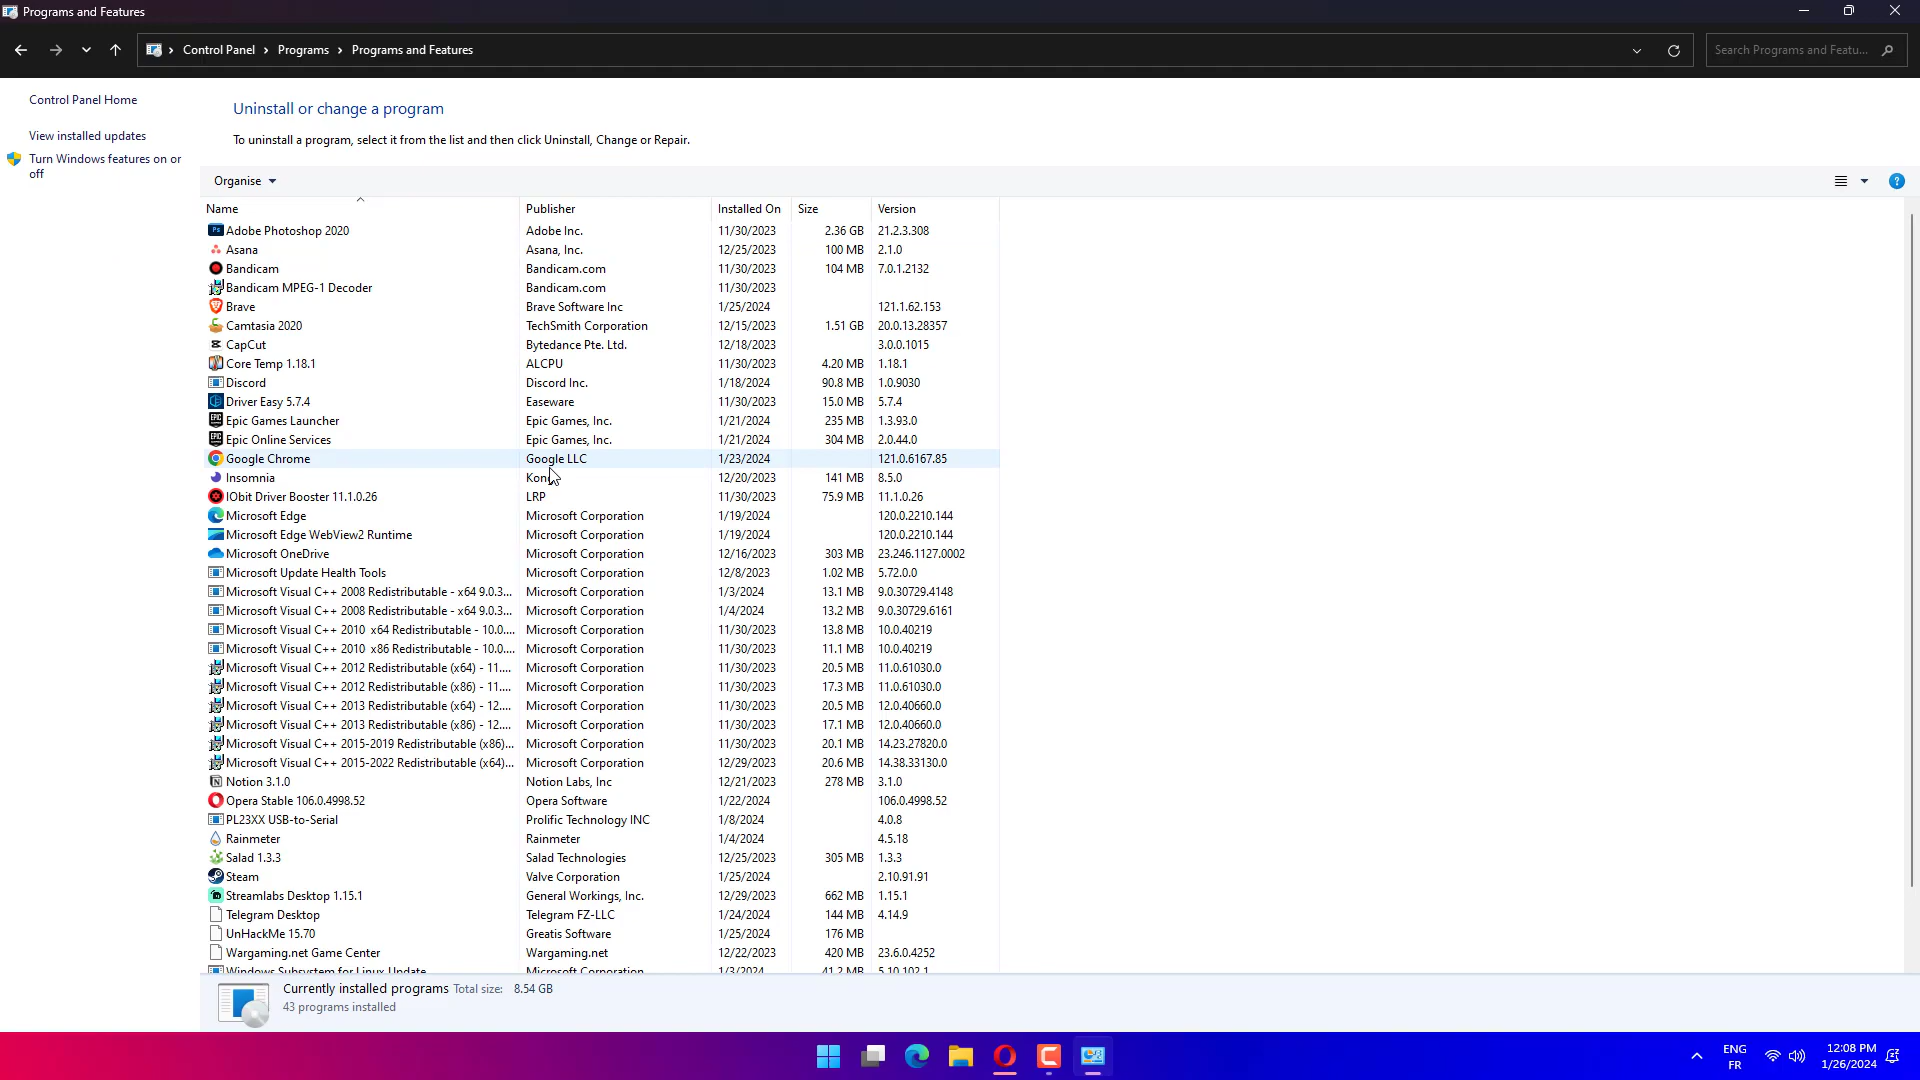 Programs and Features
Control Panel > Programs > Programs and Features
Search Programs and Featu...
Control Panel Home
View installed updates
Turn Windows features on or
off
Uninstall or change a program
To uninstall a program, select it from the list and then click Uninstall, Change or Repair.
Organise
Name Publisher Installed On Size Version
Adobe Photoshop 2020 Adobe Inc. 11/30/2023 2.36 GB 21.2.3.308
Asana Asana, Inc. 12/25/2023 100 MB 2.1.0
Bandicam Bandicam.com 11/30/2023 104 MB 7.0.1.2132
Bandicam MPEG-1 Decoder Bandicam.com 11/30/2023
Brave Brave Software Inc 1/25/2024 121.1.62.153
Camtasia 2020 TechSmith Corporation 12/15/2023 1.51 GB 20.0.13.28357
CapCut Bytedance Pte. Ltd. 12/18/2023 3.0.0.1015
Core Temp 1.18.1 ALCPU 11/30/2023 4.20 MB 1.18.1
Discord Discord Inc. 1/18/2024 90.8 MB 1.0.9030
Driver Easy 5.7.4 Easeware 11/30/2023 15.0 MB 5.7.4
Epic Games Launcher Epic Games, Inc. 1/21/2024 235 MB 1.3.93.0
Epic Online Services Epic Games, Inc. 1/21/2024 304 MB 2.0.44.0
Google Chrome Google LLC 1/23/2024 121.0.6167.85
Insomnia 12/20/2023 141 MB 8.5.0
IObit Driver Booster 11.1.0.26 LRP 11/30/2023 75.9 MB 11.1.0.26
Microsoft Edge Microsoft Corporation 1/19/2024 120.0.2210.144
Microsoft Edge WebView2 Runtime Microsoft Corporation 1/19/2024 120.0.2210.144
Microsoft OneDrive Microsoft Corporation 12/16/2023 303 MB 23.246.1127.0002
Microsoft Update Health Tools Microsoft Corporation 12/8/2023 1.02 MB 5.72.0.0
Microsoft Visual C++ 2008 Redistributable - x64 9.0.3... Microsoft Corporation 1/3/2024 13.1 MB 9.0.30729.4148
Microsoft Visual C++ 2008 Redistributable - x64 9.0.3... Microsoft Corporation 1/4/2024 13.2 MB 9.0.30729.6161
Microsoft Visual C++ 2010 x64 Redistributable - 10.0.... Microsoft Corporation 11/30/2023 13.8 MB 10.0.40219
Microsoft Visual C++ 2010 x86 Redistributable - 10.0.... Microsoft Corporation 11/30/2023 11.1 MB 10.0.40219
Microsoft Visual C++ 2012 Redistributable (x64) - 11.... Microsoft Corporation 11/30/2023 20.5 MB 11.0.61030.0
Microsoft Visual C++ 2012 Redistributable (x86) - 11.... Microsoft Corporation 11/30/2023 17.3 MB 11.0.61030.0
Microsoft Visual C++ 2013 Redistributable (x64) - 12.... Microsoft Corporation 11/30/2023 20.5 MB 12.0.40660.0
Microsoft Visual C++ 2013 Redistributable (x86) - 12.... Microsoft Corporation 11/30/2023 17.1 MB 12.0.40660.0
Microsoft Visual C++ 2015-2019 Redistributable (x86)... Microsoft Corporation 11/30/2023 20.1 MB 14.23.27820.0
Microsoft Visual C++ 2015-2022 Redistributable (x64)... Microsoft Corporation 12/29/2023 20.6 MB 14.38.33130.0
Notion 3.1.0 Notion Labs, Inc 12/21/2023 278 MB 3.1.0
Opera Stable 106.0.4998.52 Opera Software 1/22/2024 106.0.4998.52
PL23XX USB-to-Serial Prolific Technology INC 1/8/2024 4.0.8
Rainmeter Rainmeter 1/4/2024 4.5.18
Salad 1.3.3 Salad Technologies 12/25/2023 305 MB 1.3.3
Steam Valve Corporation 1/25/2024 2.10.91.91
Streamlabs Desktop 1.15.1 General Workings, Inc. 12/29/2023 662 MB 1.15.1
Telegram Desktop Telegram FZ-LLC 1/24/2024 144 MB 4.14.9
UnHackMe 15.70 Greatis Software 1/25/2024 176 MB
Wargaming.net Game Center Wargaming.net 12/22/2023 420 MB 23.6.0.4252
Windows Subsystem for Linux Update Microsoft Corporation 1/3/2024 41.2 MB 5.10.102.1
Currently installed programs Total size: 8.54 GB
43 programs installed
ENG
FR
12:08 PM
1/26/2024